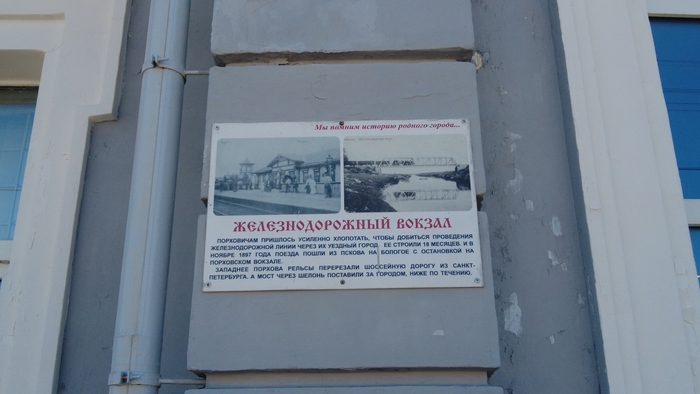 Мы помним историю родного города...
ЖЕЛЕЗНОДОРОЖНЫЙ ВОКЗАЛ
ПОРХОВИЧАМ ПРИШЛОСЬ УСИЛЕННО ХЛОПОТАТЬ, ЧТОБЫ ДОБИТЬСЯ ПРОВЕДЕНИЯ
ЖЕЛЕЗНОДОРОЖНОЙ ЛИНИИ ЧЕРЕЗ ИХ УЕЗДНЫЙ ГОРОД. ЕЕ СТРОИЛИ 18 МЕСЯЦЕВ. И В
НОЯБРЕ 1897 ГОДА ПОЕЗДА ПОШЛИ ИЗ ПСКОВА НА БОЛОГОЕ С ОСТАНОВКОЙ НА
ПОРХОВСКОМ ВОКЗАЛЕ.
ЗАПАДНЕЕ ПОРХОВА РЕЛЬСЫ ПЕРЕРЕЗАЛИ ШОССЕЙНУЮ ДОРОГУ ИЗ САНКТ-
ПЕТЕРБУРГА. А МОСТ ЧЕРЕЗ ШЕЛОНЬ ПОСТАВИЛИ ЗА ГОРОДОМ, НИЖЕ ПО ТЕЧЕНИЮ.